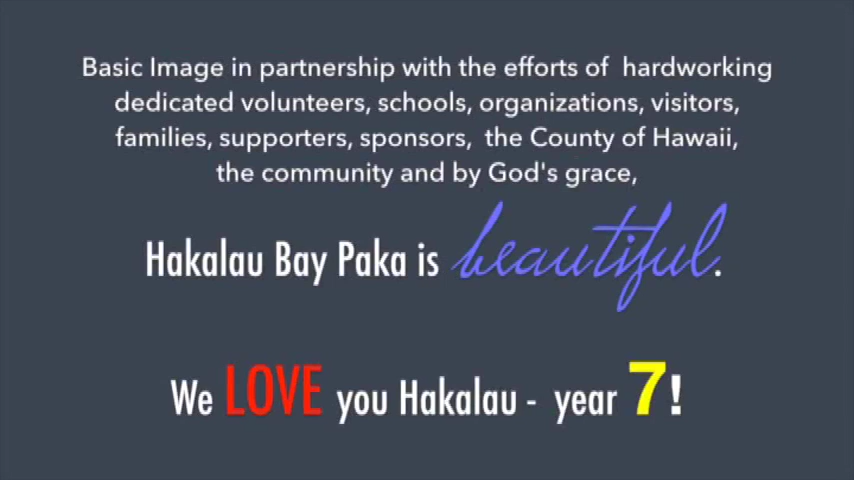 Basic Image in partnership with the efforts of hardworking
dedicated volunteers, schools, organizations, visitors,
families, supporters, sponsors, the County of Hawaii,
the community and by God's grace,
Hakalau Bay Paka is beautiful.
We LOVE you Hakalau - year 7!